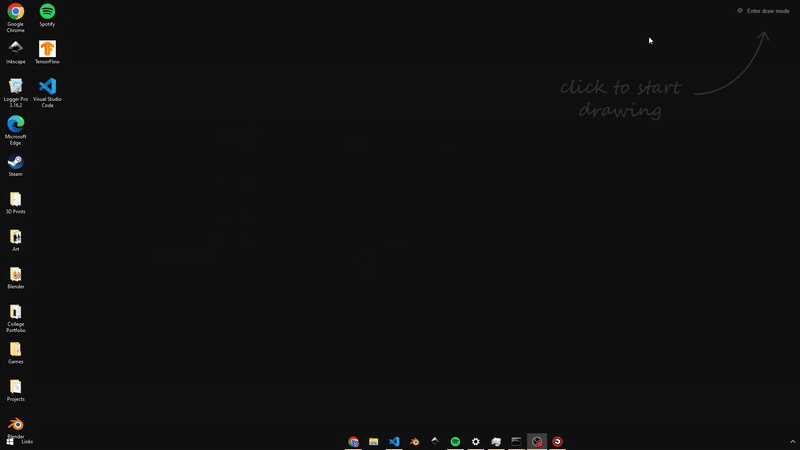 Google
Chrome
Spotify
Inkscape
TensorFlow
Logger Pro
3.16.2
Visual Studio
Code
Microsoft
Edge
Steam
3D Prints
Art
Blender
College
Portfolio
Games
Projects
Blender
Links
Enter draw mode
click to start
drawing